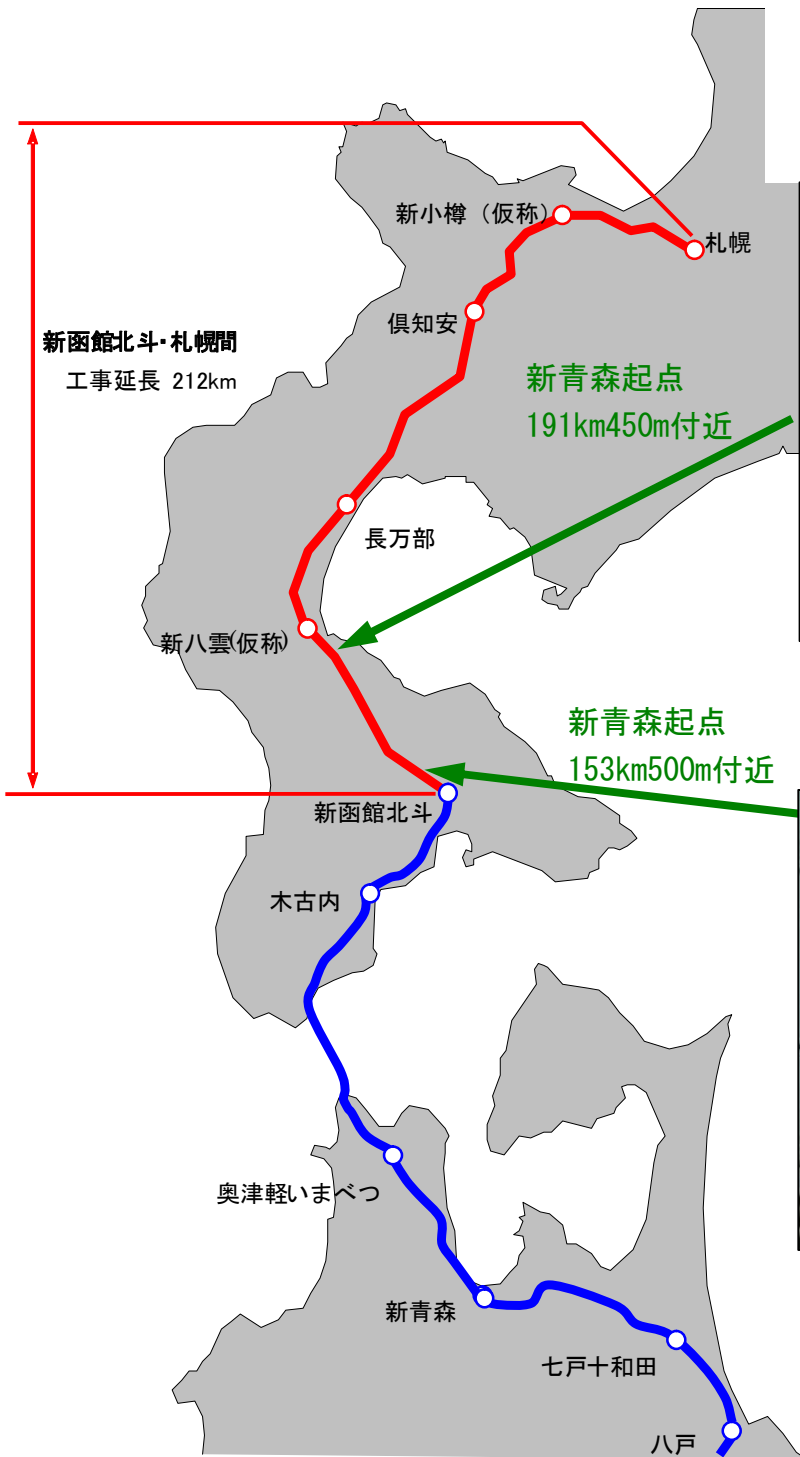 新小樽（仮称）
札幌
倶知安
新函館北斗・札幌間
工事延長 212km
新青森起点
191km450m付近
長万部
新八雲(仮称)
新青森起点
153km500m付近
新函館北斗
木古内
奥津軽いまべつ
新青森
七戸十和田
八戸